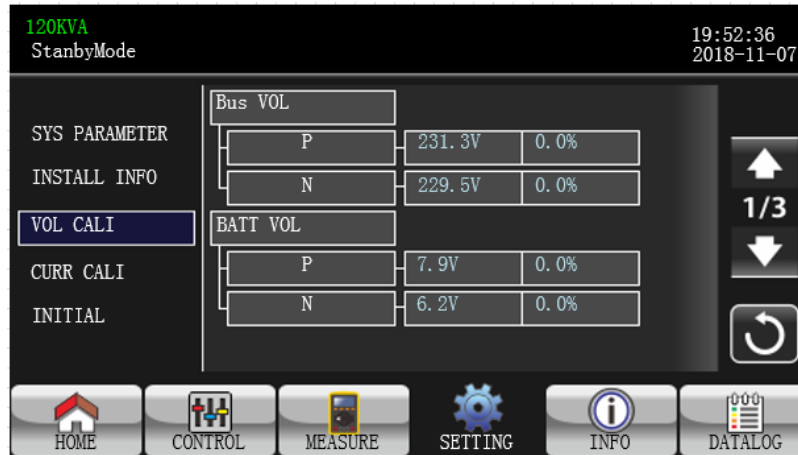 120KVA
StanbyMode
19:52:36
2018-11-07
SYS PARAMETER
INSTALL INFO
VOL CALI
CURR CALI
INITIAL
Bus VOL
P 231.3V 0.0%
N 229.5V 0.0%
BATT VOL
P 7.9V 0.0%
N 6.2V 0.0%
1/3
HOME CONTROL MEASURE SETTING INFO DATALOG